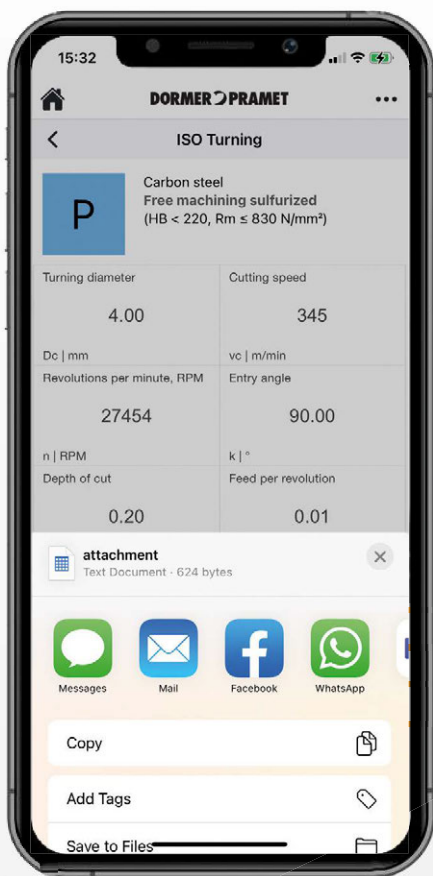 15:32
DORMER PRAMET
ISO Turning
P
Carbon steel
Free machining sulfurized
(HB < 220, Rm ≤ 830 N/mm²)
Turning diameter
Cutting speed
4.00
345
Dc | mm
vc | m/min
Revolutions per minute, RPM
Entry angle
27454
90.00
n | RPM
k | °
Depth of cut
Feed per revolution
0.20
0.01
attachment
Text Document · 624 bytes
Messages
Mail
Facebook
WhatsApp
Copy
Add Tags
Save to Files